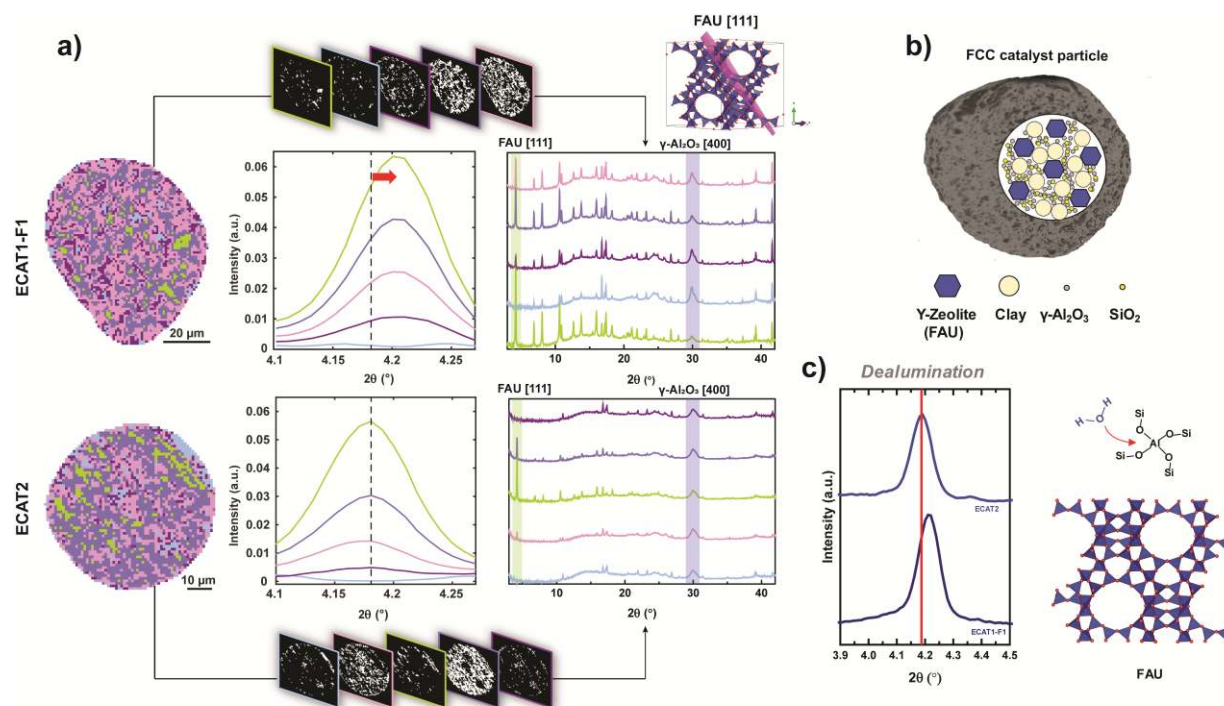 a)
FAU [111]
b)
FCC catalyst particle
Y-Zeolite
(FAU)
Clay
γ-Al₂O₃
SiO₂
ECAT1-F1
20 μm
Intensity (a.u.)
0.06
0.05
0.04
0.03
0.02
0.01
0
4.1 4.15 4.2 4.25
2θ (°)
FAU [111]
γ-Al₂O₃ [400]
10 20 30 40
2θ (°)
ECAT2
10 μm
Intensity (a.u.)
0.06
0.05
0.04
0.03
0.02
0.01
0
4.1 4.15 4.2 4.25
2θ (°)
FAU [111]
γ-Al₂O₃ [400]
10 20 30 40
2θ (°)
c)
Dealumination
Intensity (a.u.)
ECAT2
ECAT1-F1
3.9 4.0 4.1 4.2 4.3 4.4 4.5
2θ (°)
H O H
Si
O O Si
Al
Si O O
Si
FAU